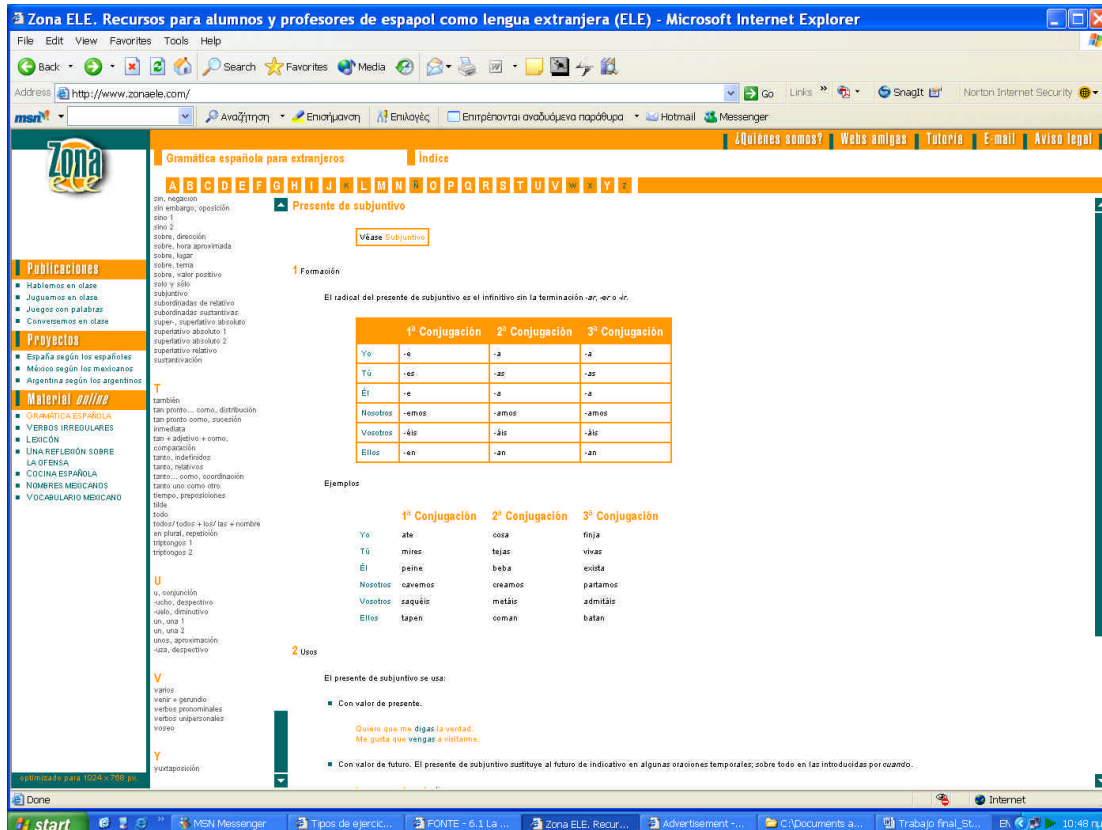 Zona ELE. Recursos para alumnos y profesores de espapol como lengua extranjera (ELE) - Microsoft Internet Explorer
File Edit View Favorites Tools Help
Back Search Favorites Media
Address http://www.zonaele.com/ Go Links » SnagIt Norton Internet Security
msn Αναζήτηση Επισήμανση Επιλογές Επιτρέπονται αναδυόμενα παράθυρα Hotmail Messenger
¿Quiénes somos? Webs amigas Tutoría E-mail Aviso legal
Zona ele
Gramática española para extranjeros Índice
A B C D E F G H I J K L M N Ñ O P Q R S T U V W X Y Z
Publicaciones
Hablemos en clase
Juguemos en clase
Juegos con palabras
Conversemos en clase
Proyectos
España según los españoles
México según los mexicanos
Argentina según los argentinos
Material online
GRAMÁTICA ESPAÑOLA
VERBOS IRREGULARES
LEXICÓN
UNA REFLEXIÓN SOBRE
LA OFENSA
COCINA ESPAÑOLA
NOMBRES MEXICANOS
VOCABULARIO MEXICANO
optimizado para 1024 x 768 px.
sin, negación
sin embargo, oposición
sino 1
sino 2
sobre, dirección
sobre, hora aproximada
sobre, lugar
sobre, tema
sobre, valor positivo
solo y sólo
subjuntivo
subordinadas de relativo
subordinadas sustantivas
super-, superlativo absoluto
superlativo absoluto 1
superlativo absoluto 2
superlativo relativo
sustantivación
T
también
tan pronto... como, distribución
tan pronto como, sucesión
inmediata
tan + adjetivo + como,
comparación
tanto, indefinidos
tanto, relativos
tanto... como, coordinación
tanto uno como otro
tiempo, preposiciones
tilde
todo
todos/ todas + los/ las + nombre
en plural, repetición
triptongos 1
triptongos 2
U
u, conjunción
-ucho, despectivo
-uelo, diminutivo
un, una 1
un, una 2
unos, aproximación
-uza, despectivo
V
varios
venir + gerundio
verbos pronominales
verbos unipersonales
voseo
Y
yuxtaposición
Presente de subjuntivo
Véase Subjuntivo
1 Formación
El radical del presente de subjuntivo es el infinitivo sin la terminación -ar, -er o -ir.
1ª Conjugación 2ª Conjugación 3ª Conjugación
Yo -e -a -a
Tú -es -as -as
Él -e -a -a
Nosotros -emos -amos -amos
Vosotros -éis -áis -áis
Ellos -en -an -an
Ejemplos
1ª Conjugación 2ª Conjugación 3ª Conjugación
Yo ate cosa finja
Tú mires tejas vivas
Él peine beba exista
Nosotros cavemos creamos partamos
Vosotros saquéis metáis admitáis
Ellos tapen coman batan
2 Usos
El presente de subjuntivo se usa:
Con valor de presente.
Quiero que me digas la verdad.
Me gusta que vengas a visitarme.
Con valor de futuro. El presente de subjuntivo sustituye al futuro de indicativo en algunas oraciones temporales; sobre todo en las introducidas por cuando.
Done Internet
start MSN Messenger Tipos de ejercic... FONTE - 6.1 La ... Zona ELE. Recur... Advertisement -... C:\Documents a... Trabajo final_St... EN 10:48 πμ